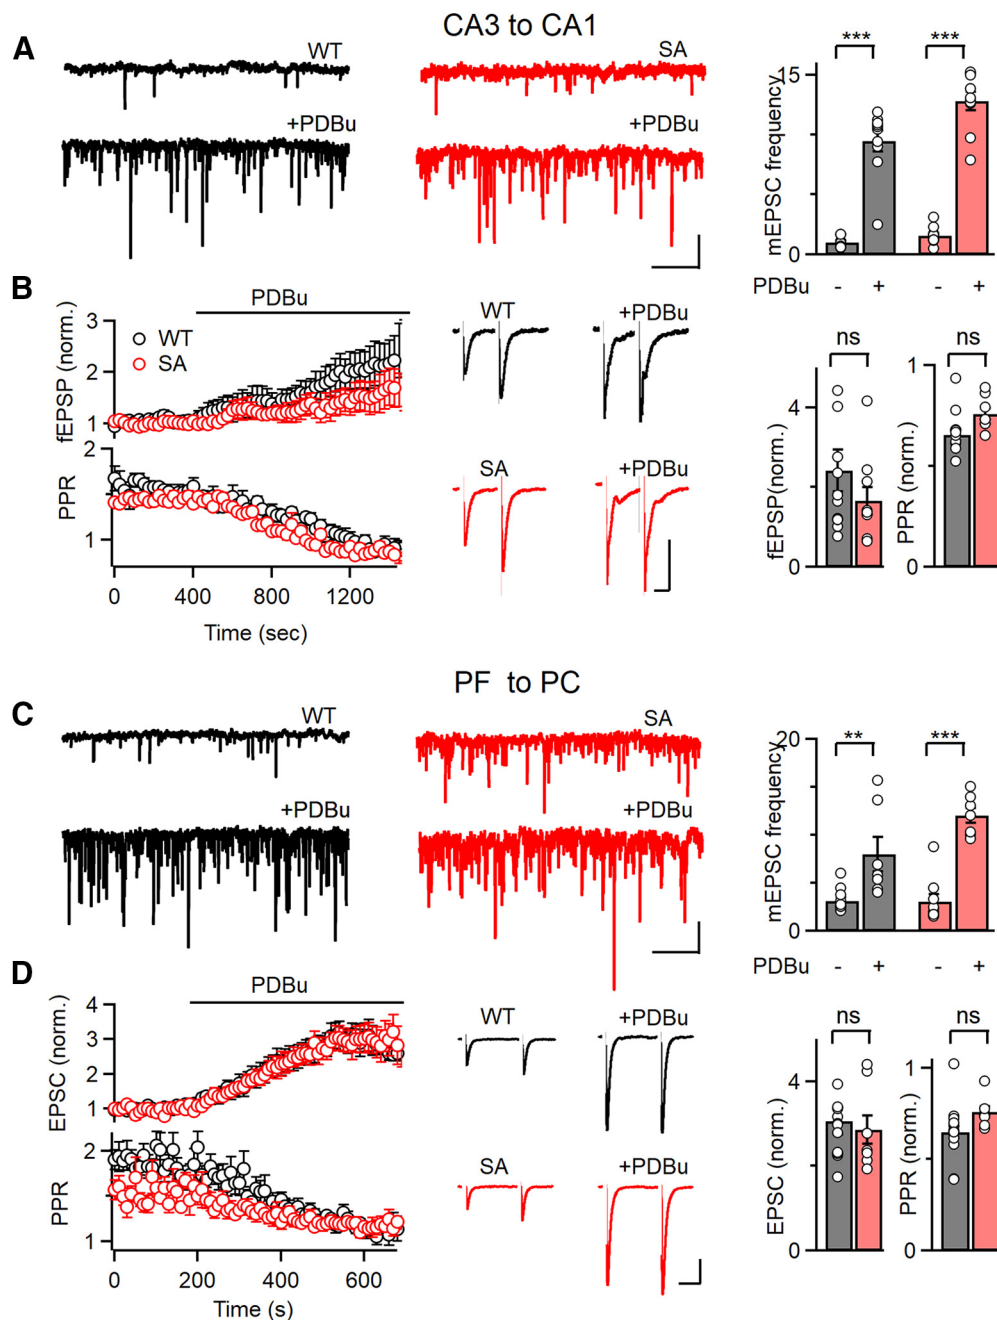 CA3 to CA1
A
WT
SA
+PDBu
+PDBu
mEPSC frequency
15
0
***
***
PDBu - + - +
B
PDBu
fEPSP (norm.)
3
2
1
WT
SA
PPR
2
1
0 400 800 1200
Time (sec)
WT
+PDBu
SA
+PDBu
ns
fEPSP(norm.)
4
0
ns
PPR (norm.)
1
0
PF to PC
C
WT
SA
+PDBu
+PDBu
mEPSC frequency
20
0
**
***
PDBu - + - +
D
PDBu
EPSC (norm.)
4
3
2
1
PPR
2
1
0 200 400 600
Time (s)
WT
+PDBu
SA
+PDBu
ns
EPSC (norm.)
4
0
ns
PPR (norm.)
1
0